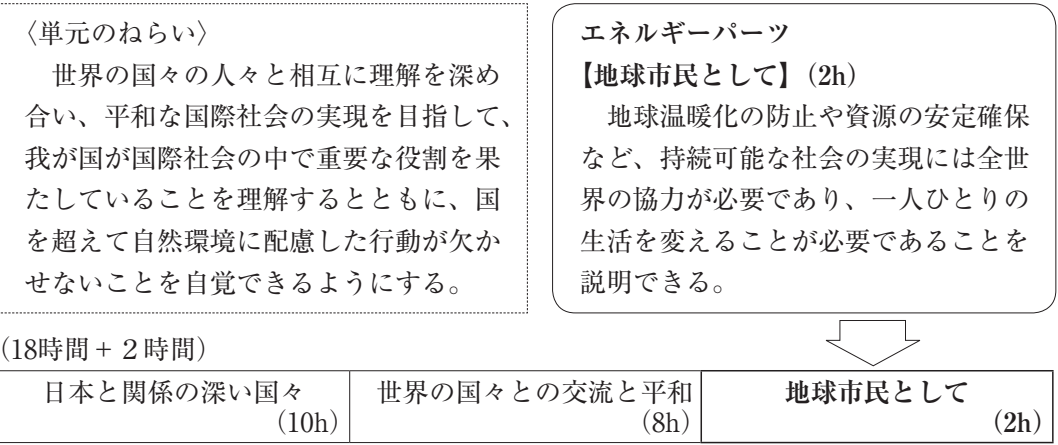 〈単元のねらい〉
世界の国々の人々と相互に理解を深め
合い、平和な国際社会の実現を目指して、
我が国が国際社会の中で重要な役割を果
たしていることを理解するとともに、国
を超えて自然環境に配慮した行動が欠か
せないことを自覚できるようにする。
エネルギーパーツ
【地球市民として】(2h)
地球温暖化の防止や資源の安定確保
など、持続可能な社会の実現には全世
界の協力が必要であり、一人ひとりの
生活を変えることが必要であることを
説明できる。
(18時間+2時間)
日本と関係の深い国々
(10h)
世界の国々との交流と平和
(8h)
地球市民として
(2h)